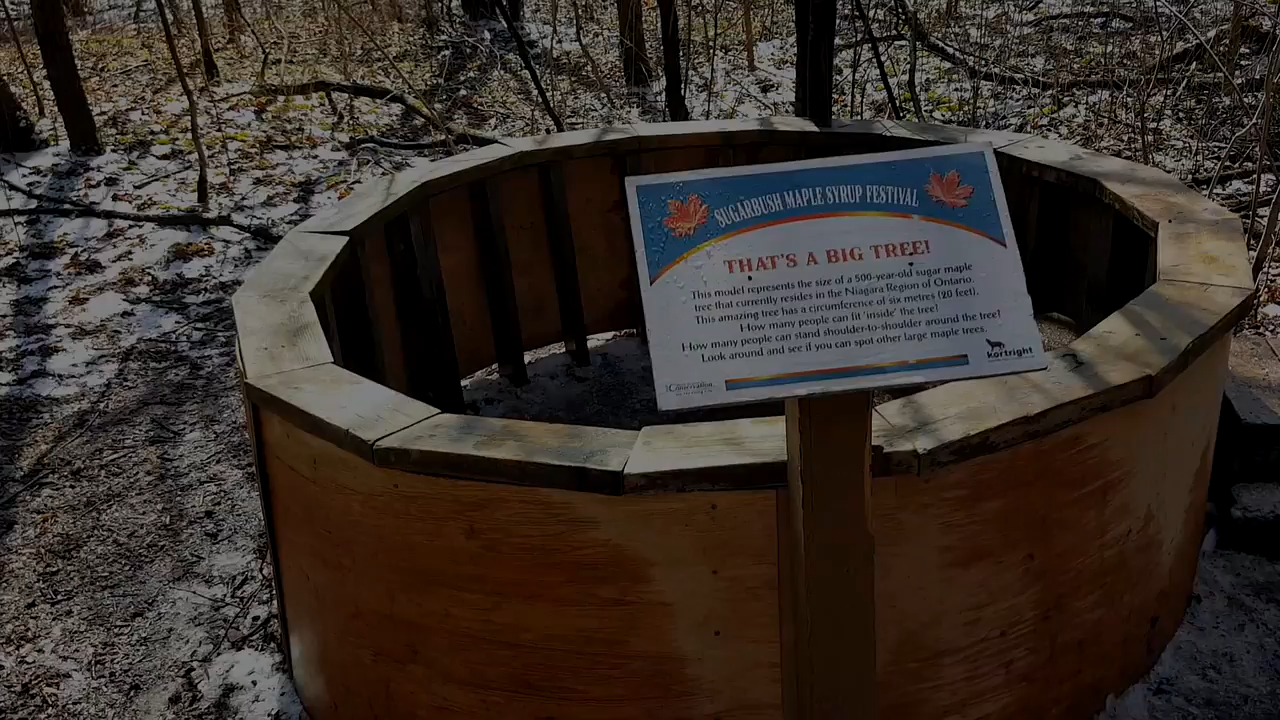 SUGARBUSH MAPLE SYRUP FESTIVAL
THAT'S A BIG TREE!
This model represents the size of a 500-year-old sugar maple
tree that currently resides in the Niagara Region of Ontario.
This amazing tree has a circumference of six metres (20 feet).
How many people can fit 'inside' the tree?
How many people can stand shoulder-to-shoulder around the tree?
Look around and see if you can spot other large maple trees.
Conservation
kortright